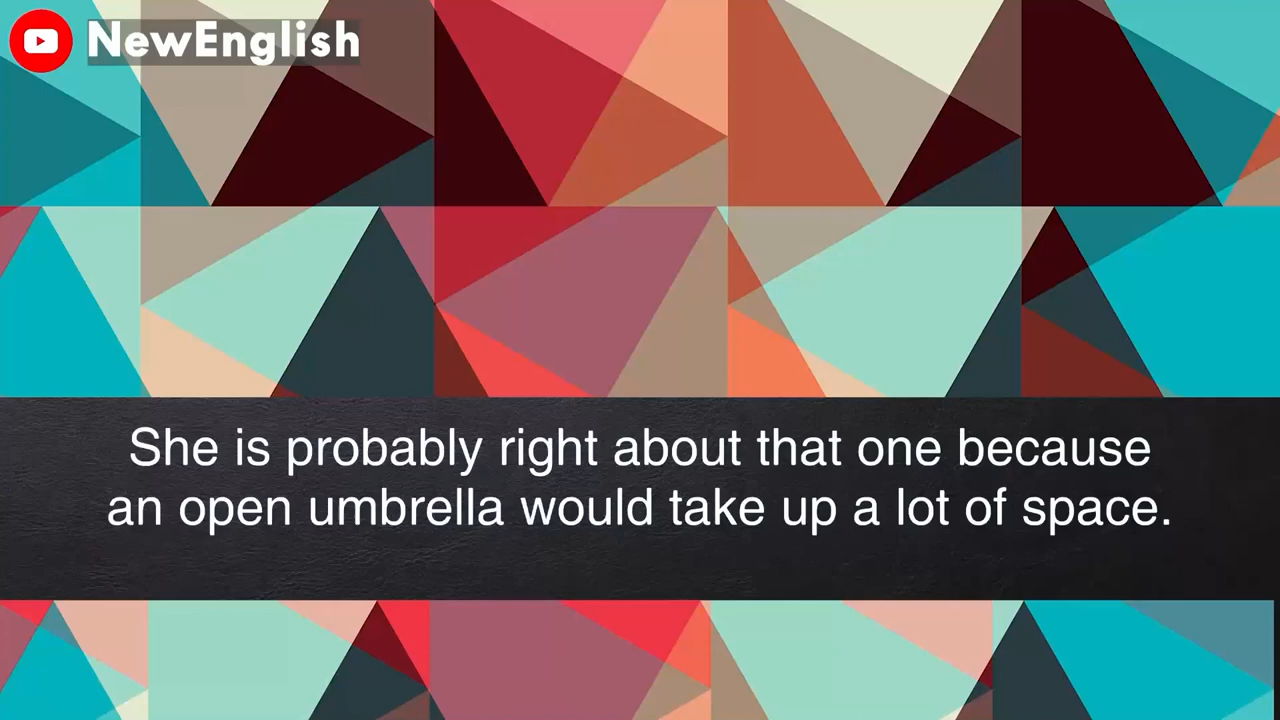 NewEnglish
She is probably right about that one because
an open umbrella would take up a lot of space.